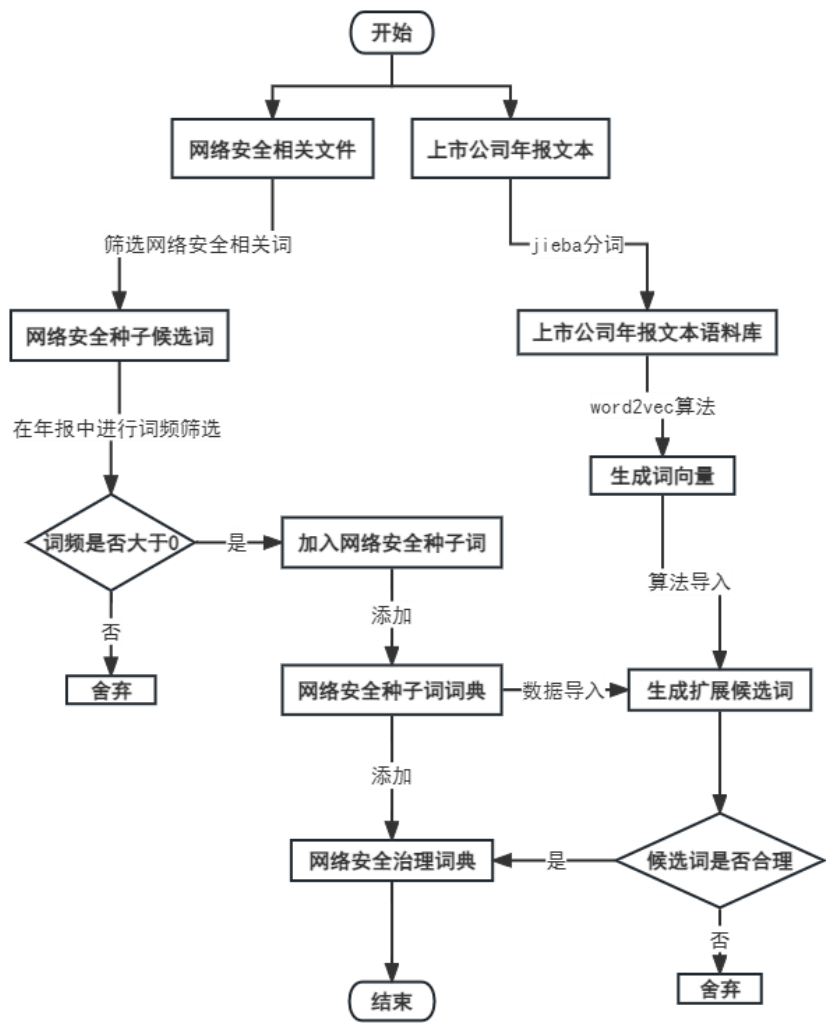 开始
网络安全相关文件
上市公司年报文本
筛选网络安全相关词
jieba分词
网络安全种子候选词
上市公司年报文本语料库
word2vec算法
在年报中进行词频筛选
生成词向量
词频是否大于0
是
加入网络安全种子词
算法导入
添加
否
舍弃
网络安全种子词词典
数据导入
生成扩展候选词
添加
网络安全治理词典
是
候选词是否合理
否
舍弃
结束